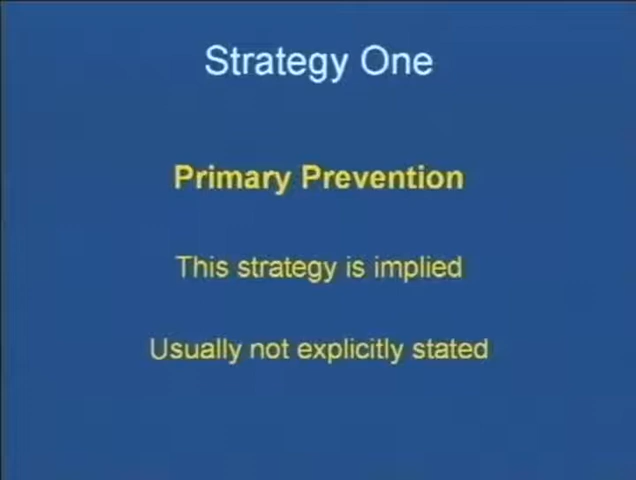 Strategy One
Primary Prevention
This strategy is implied
Usually not explicitly stated